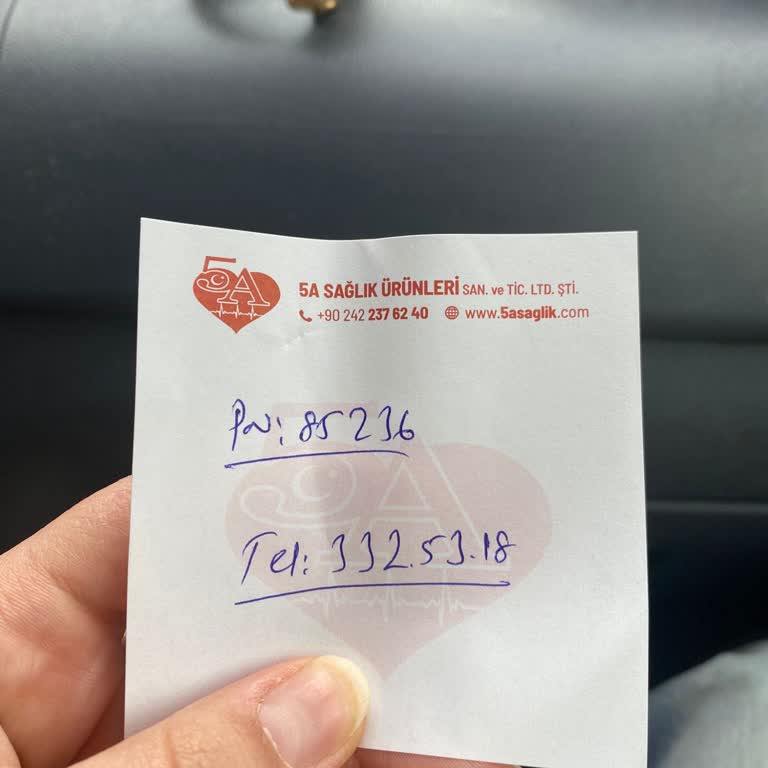 5A
5A SAĞLIK ÜRÜNLERİ SAN. ve TİC. LTD. ŞTİ.
+90 242 237 62 40 www.5asaglik.com
PN: 85236
5A
Tel: 332.53.18